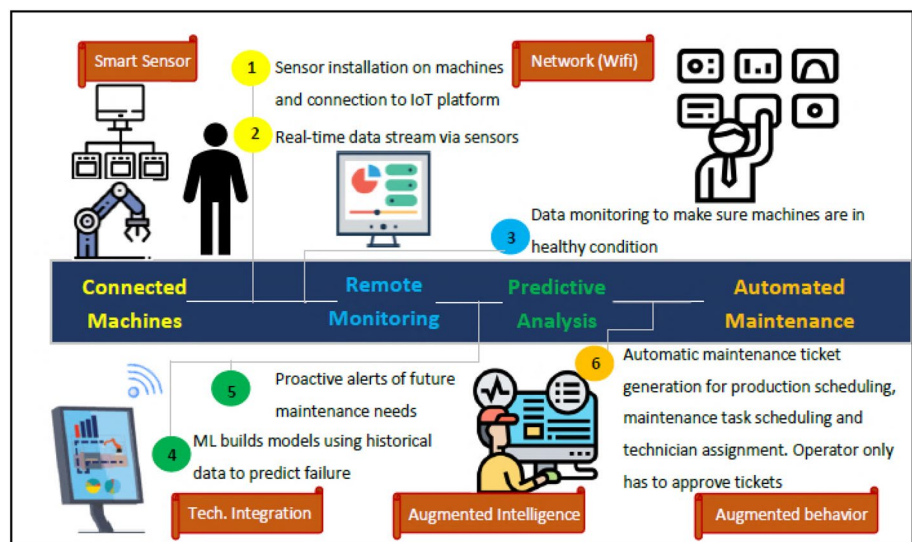 Smart Sensor
1
Sensor installation on machines
and connection to IoT platform
Network (Wifi)
2
Real-time data stream via sensors
3
Data monitoring to make sure machines are in
healthy condition
Connected
Machines
Remote
Monitoring
Predictive
Analysis
Automated
Maintenance
5
Proactive alerts of future
maintenance needs
4
ML builds models using historical
data to predict failure
6
Automatic maintenance ticket
generation for production scheduling,
maintenance task scheduling and
technician assignment. Operator only
has to approve tickets
Tech. Integration
Augmented Intelligence
Augmented behavior